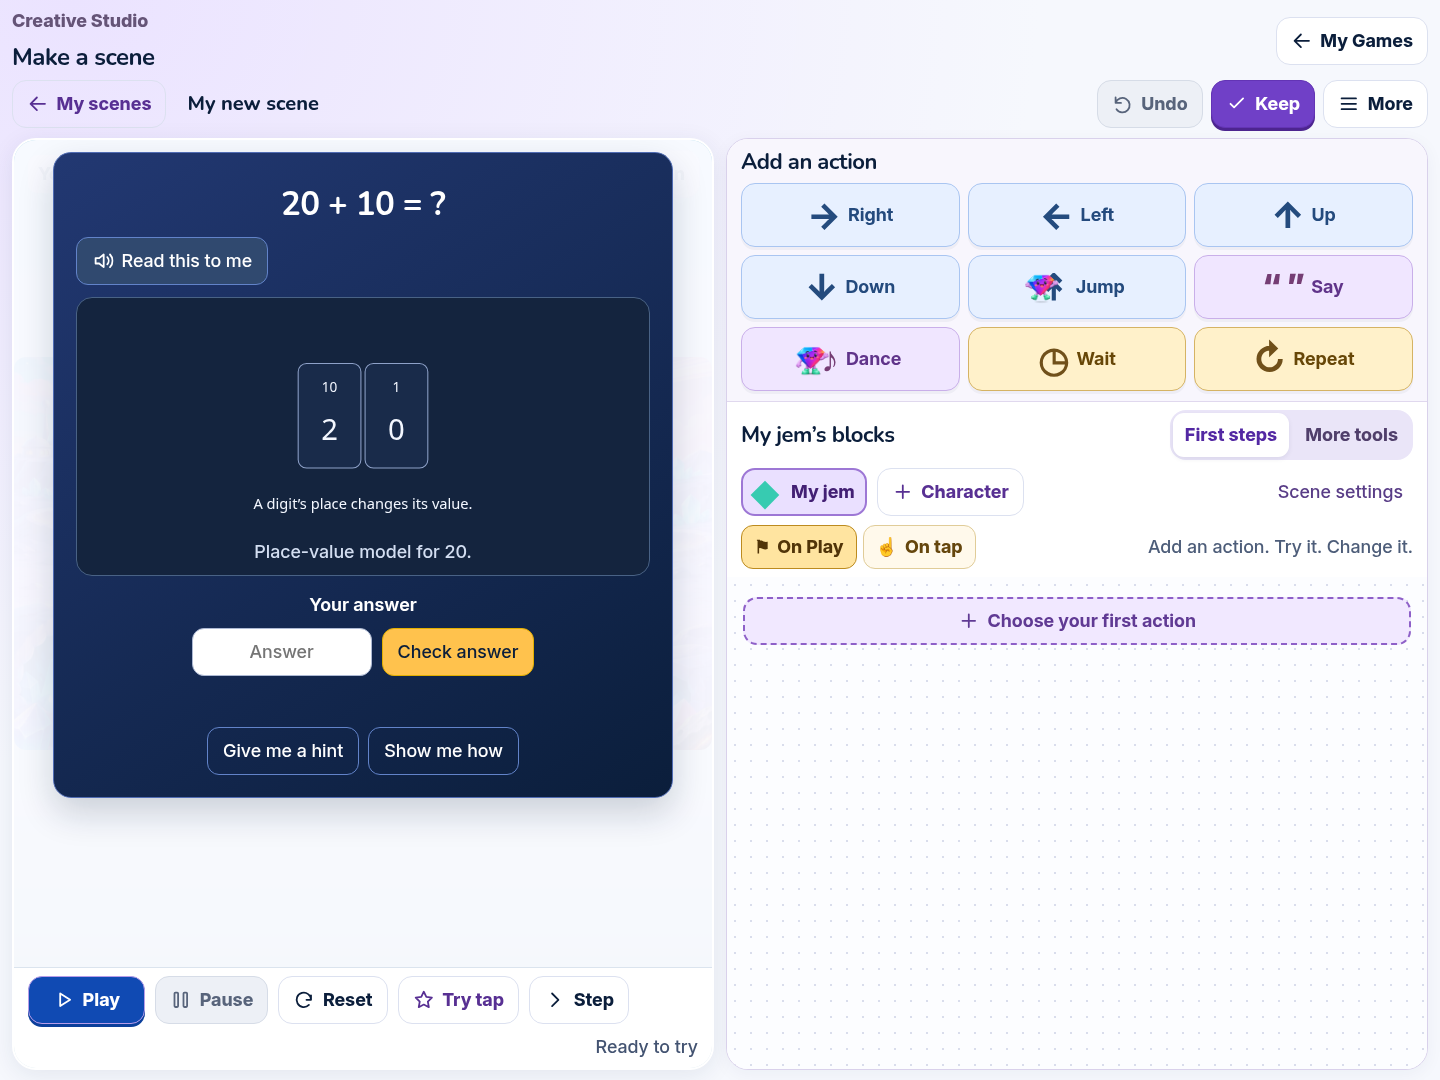 Creative Studio
Make a scene
My Games
My scenes
My new scene
Undo
Keep
More
20 + 10 = ?
Read this to me
10
1
2
0
A digit’s place changes its value.
Place-value model for 20.
Your answer
Answer
Check answer
Give me a hint
Show me how
Play
Pause
Reset
Try tap
Step
Ready to try
Add an action
Right
Left
Up
Down
Jump
“ ” Say
Dance
Wait
Repeat
My jem’s blocks
First steps
More tools
My jem
Character
Scene settings
On Play
On tap
Add an action. Try it. Change it.
Choose your first action